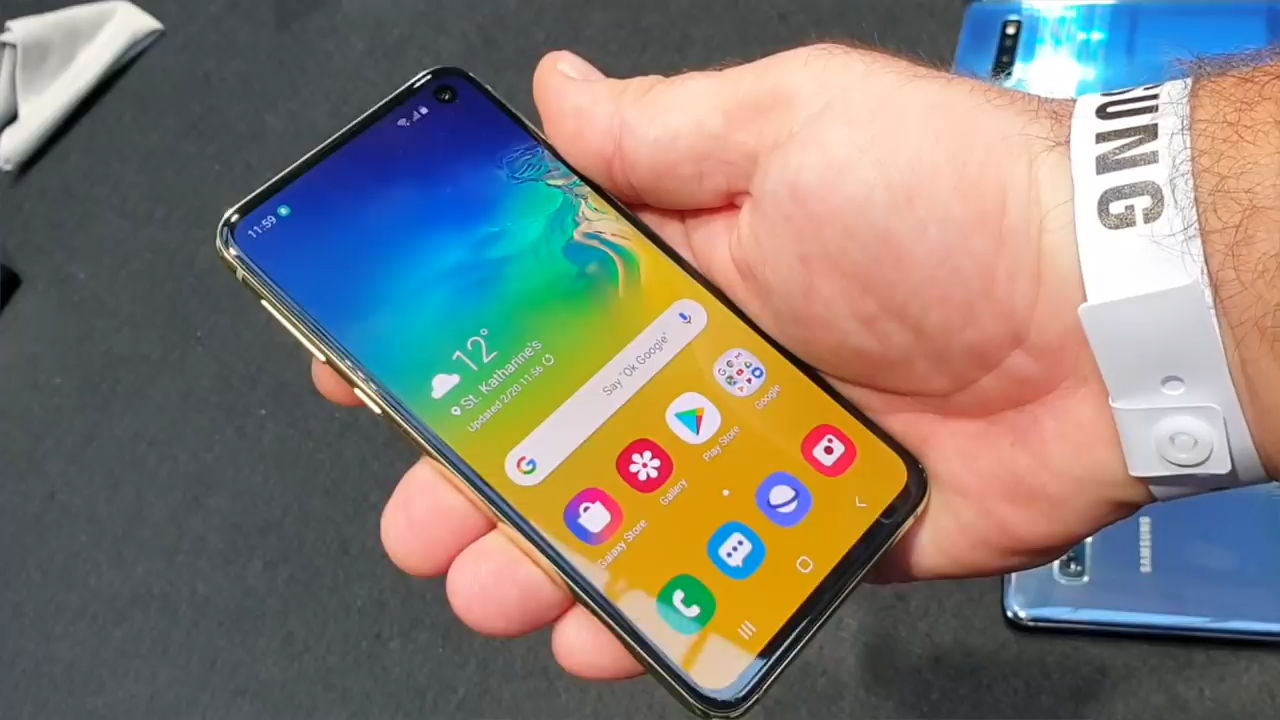 11:59
12°
St. Katharine's
Updated 2/20 11:56
Say "Ok Google"
Galaxy Store
Gallery
Play Store
Google
SUNG
SAMSUNG